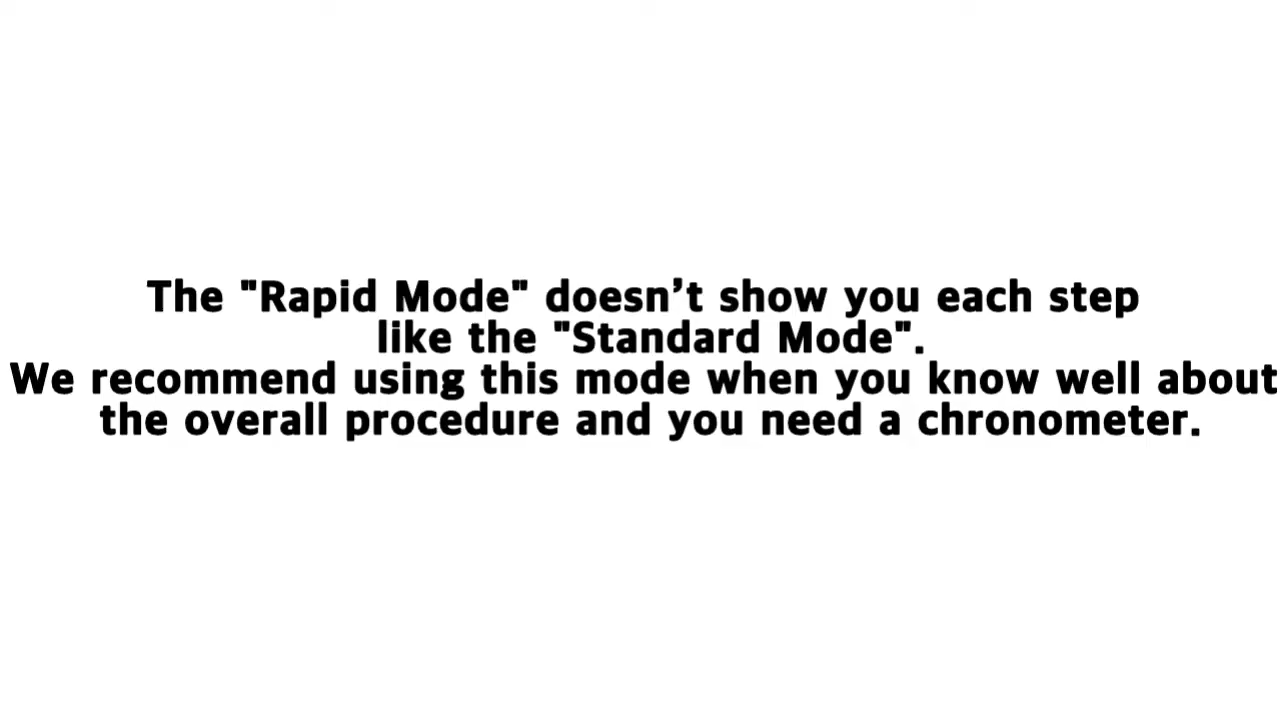 The "Rapid Mode" doesn’t show you each step
like the "Standard Mode".
We recommend using this mode when you know well about
the overall procedure and you need a chronometer.